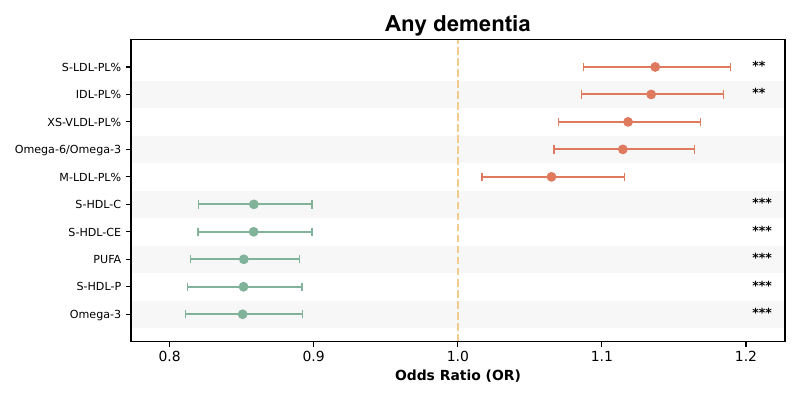 Any dementia
S-LDL-PL% **
IDL-PL% **
XS-VLDL-PL%
Omega-6/Omega-3
M-LDL-PL%
S-HDL-C ***
S-HDL-CE ***
PUFA ***
S-HDL-P ***
Omega-3 ***
0.8 0.9 1.0 1.1 1.2
Odds Ratio (OR)